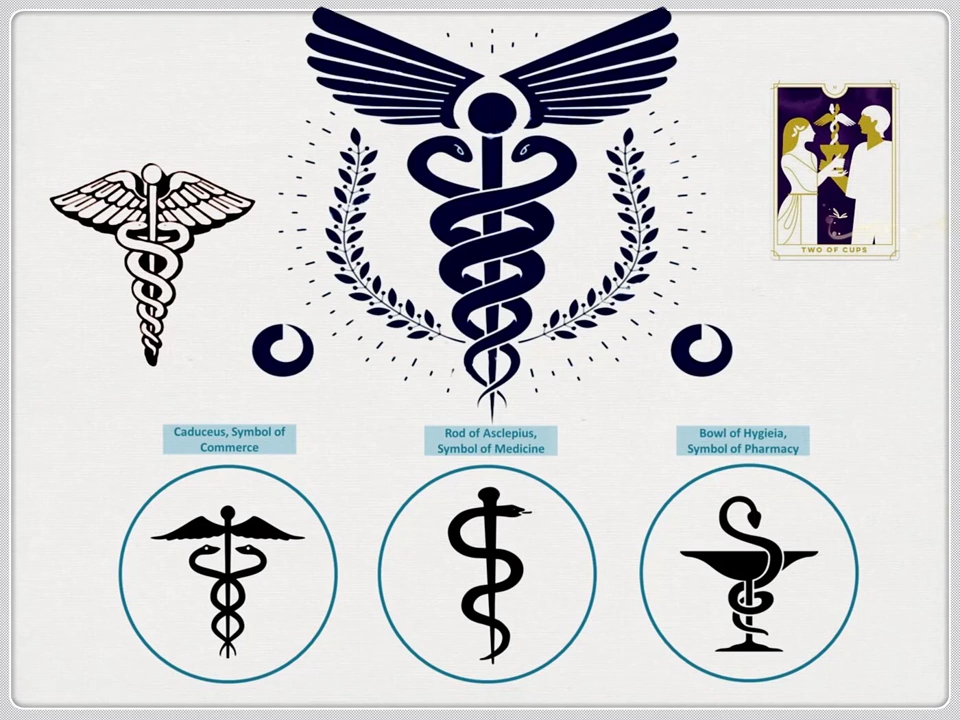 TWO OF CUPS
Caduceus, Symbol of
Commerce
Rod of Asclepius,
Symbol of Medicine
Bowl of Hygieia,
Symbol of Pharmacy